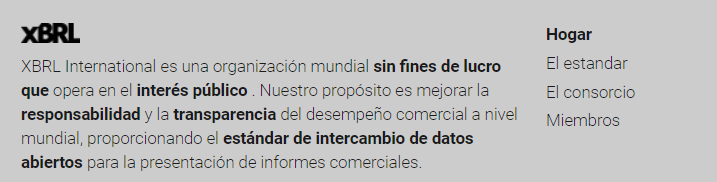 XBRL
XBRL International es una organización mundial sin fines de lucro
que opera en el interés público . Nuestro propósito es mejorar la
responsabilidad y la transparencia del desempeño comercial a nivel
mundial, proporcionando el estándar de intercambio de datos
abiertos para la presentación de informes comerciales.
Hogar
El estandar
El consorcio
Miembros